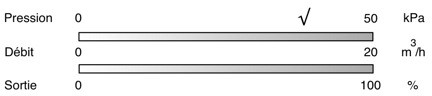 Pression 0 √ 50 kPa
Débit 0 20 m³/h
Sortie 0 100 %